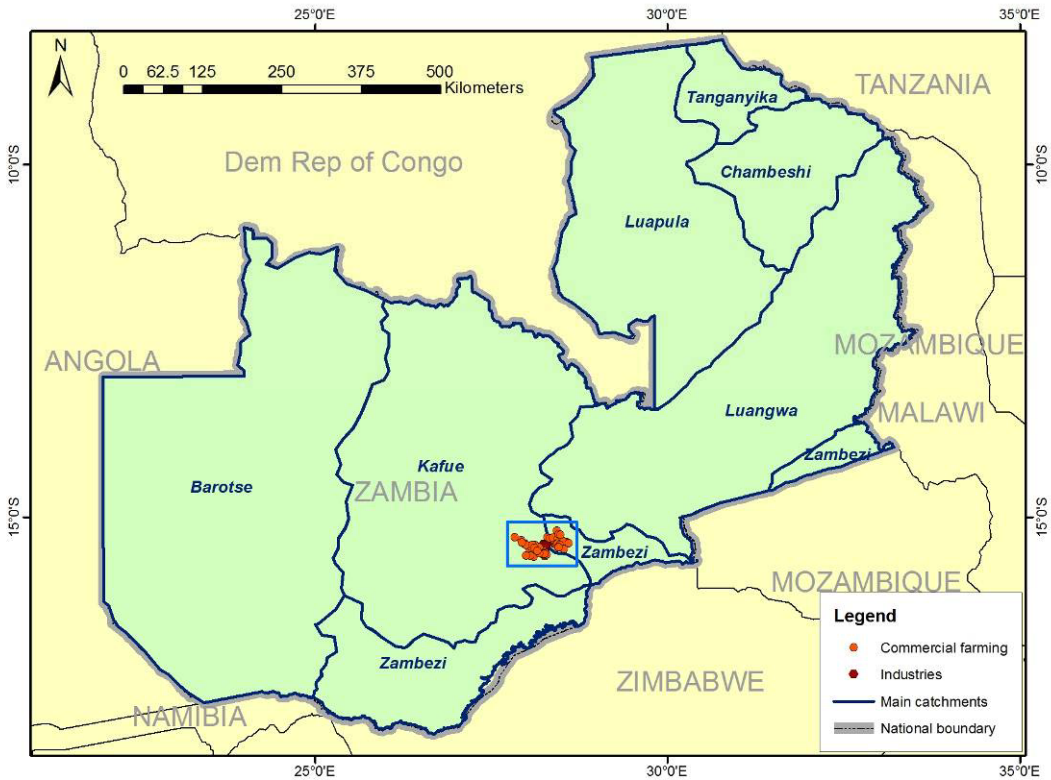 25°0'E 30°0'E 35°0'E
N
0 62.5 125 250 375 500
Kilometers
TANZANIA
Tanganyika
Dem Rep of Congo
10°0'S
10°0'S
Chambeshi
Luapula
MOZAMBIQUE
ANGOLA
Luangwa
MALAWI
Zambezi
Kafue
Barotse
ZAMBIA
15°0'S
15°0'S
Zambezi
MOZAMBIQUE
Legend
Commercial farming
Industries
Main catchments
National boundary
Zambezi
ZIMBABWE
NAMIBIA
25°0'E 30°0'E 35°0'E